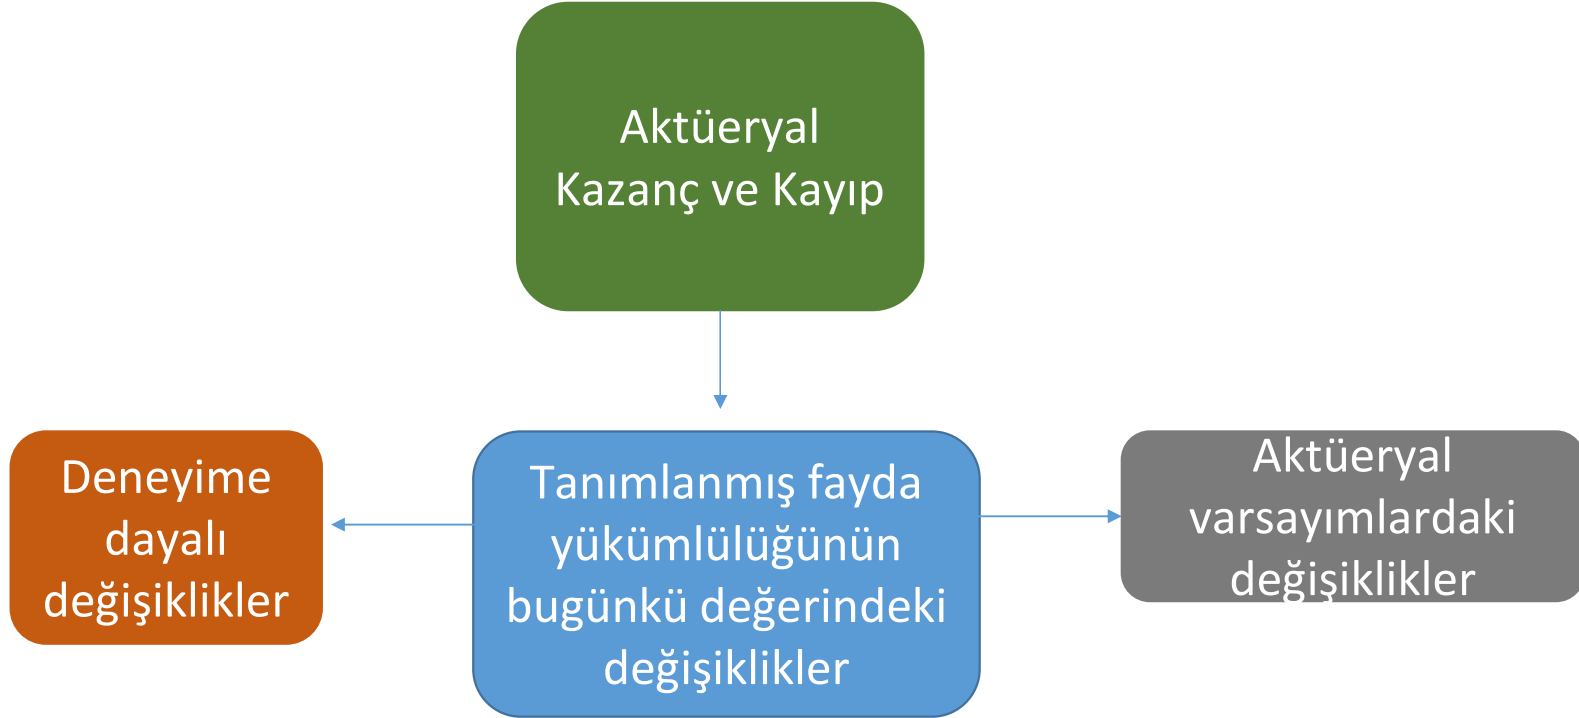 Aktüeryal
Kazanç ve Kayıp
Deneyime
dayalı
değişiklikler
Tanımlanmış fayda
yükümlülüğünün
bugünkü değerindeki
değişiklikler
Aktüeryal
varsayımlardaki
değişiklikler